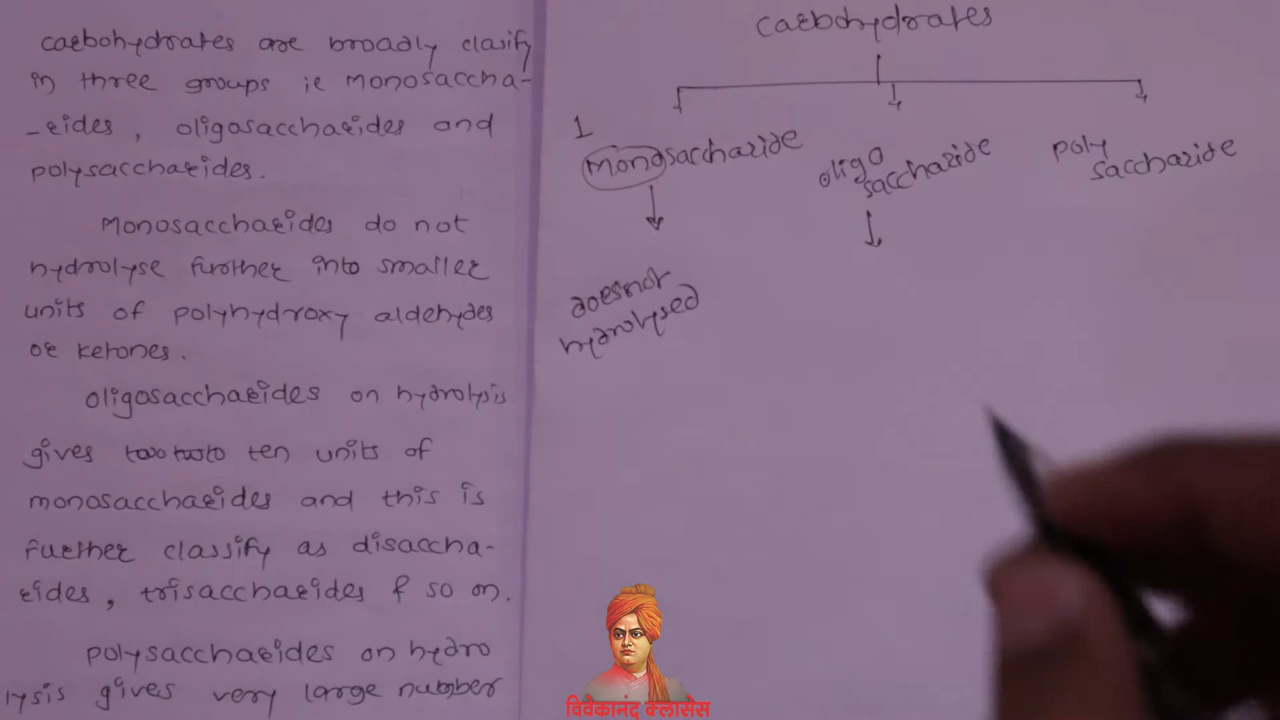 carbohydrates are broadly clasify
in three groups ie Monosaccha-
-rides, oligosaccharides and
polysaccharides.
Monosaccharides do not
hydrolyse further into smaller
units of polyhydroxy aldehydes
or ketones.
oligosaccharides on hydrolysis
gives two to ten units of
monosaccharides and this is
further classify as disaccha-
rides, trisaccharides & so on.
polysaccharides on hydro
lysis gives very large number
carbohydrates
1
monosaccharide
oligo
saccharide
poly
saccharide
doesnot
hydrolysed
विवेकानंद क्लासेस